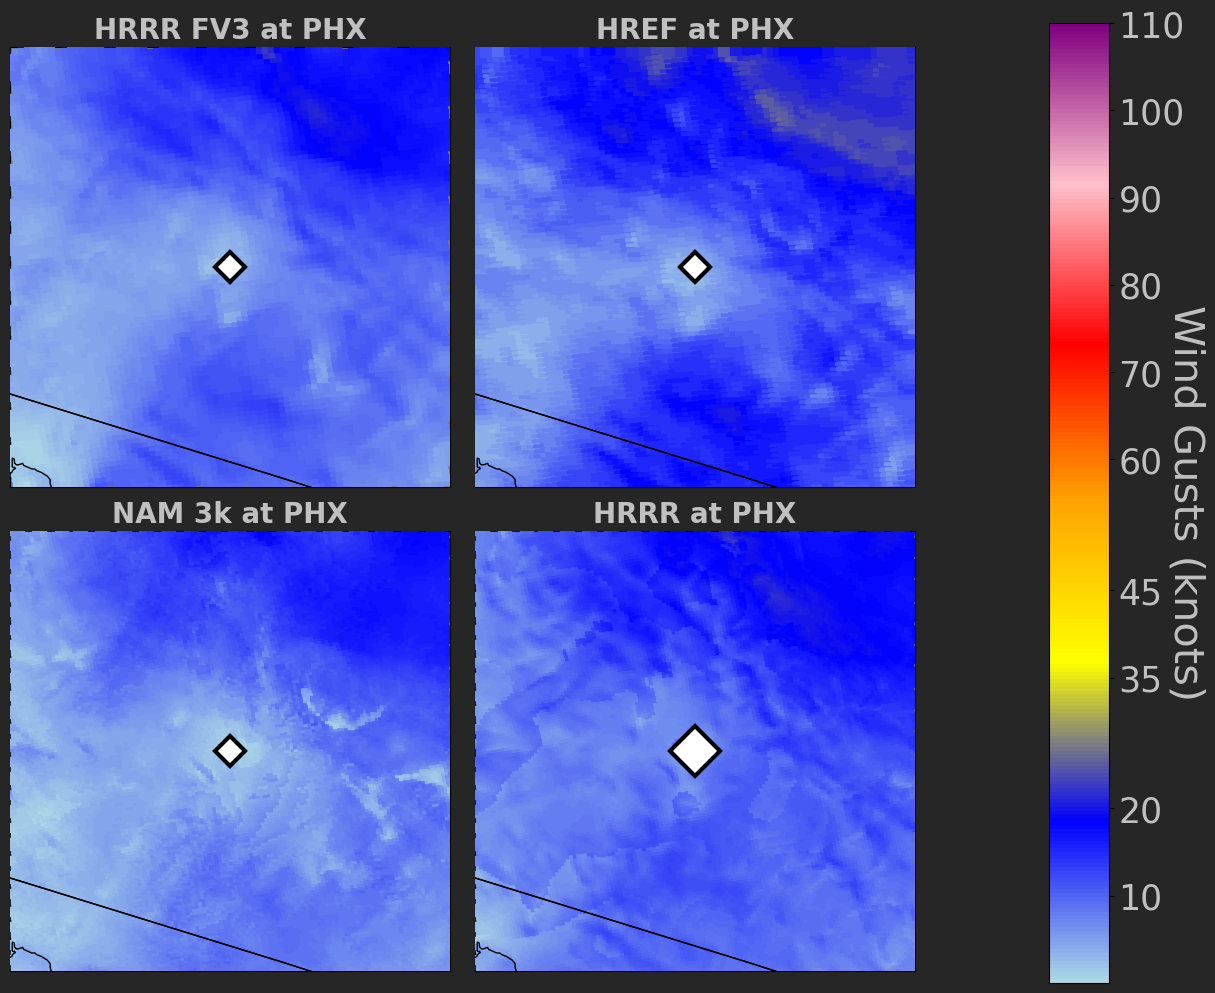 HRRR FV3 at PHX
HREF at PHX
NAM 3k at PHX
HRRR at PHX
110
100
90
80
70
60
45
35
20
10
Wind Gusts (knots)